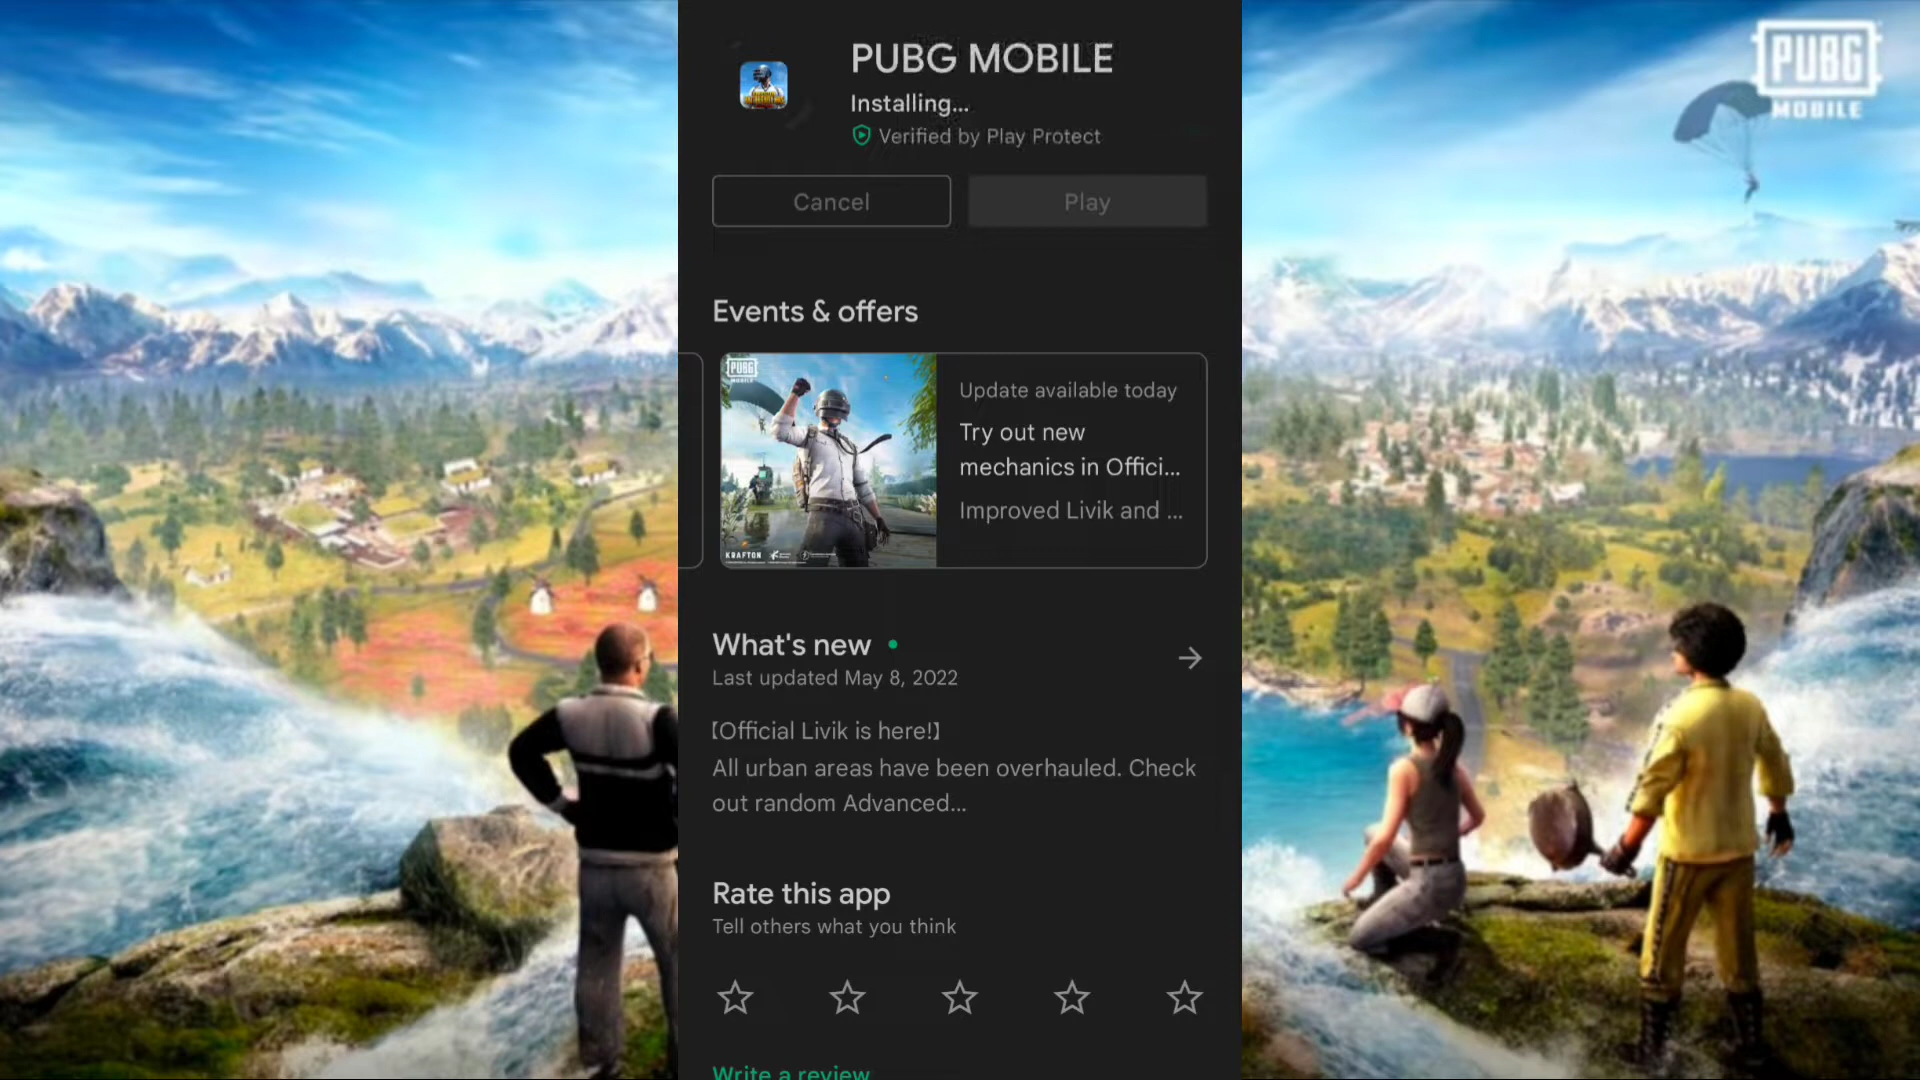 PUBG MOBILE
Installing...
Verified by Play Protect
Cancel
Play
Events & offers
PUBG
MOBILE
KRAFTON
Update available today
Try out new
mechanics in Offici...
Improved Livik and ...
What's new
Last updated May 8, 2022
【Official Livik is here!】
All urban areas have been overhauled. Check
out random Advanced...
Rate this app
Tell others what you think
Write a review
PUBG
MOBILE